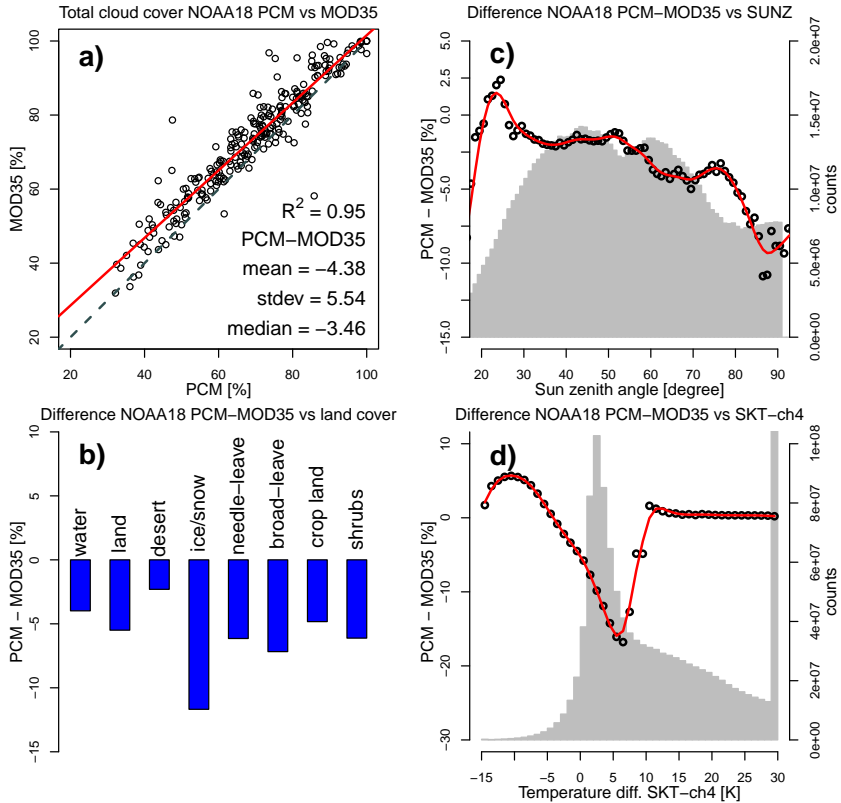 Total cloud cover NOAA18 PCM vs MOD35
a)
MOD35 [%]
100
80
60
40
20
R² = 0.95
PCM−MOD35
mean = −4.38
stdev = 5.54
median = −3.46
20 40 60 80 100
PCM [%]
Difference NOAA18 PCM−MOD35 vs SUNZ
c)
PCM − MOD35 [%]
5.0
0.0
−5.0
−10.0
−15.0
2.0e+07
1.5e+07
1.0e+07
5.0e+06
0.0e+00
counts
20 30 40 50 60 70 80 90
Sun zenith angle [degree]
Difference NOAA18 PCM−MOD35 vs land cover
b)
PCM − MOD35 [%]
10
5
0
−5
−10
−15
water
land
desert
ice/snow
needle−leave
broad−leave
crop land
shrubs
Difference NOAA18 PCM−MOD35 vs SKT−ch4
d)
PCM − MOD35 [%]
10
0
−10
−20
−30
1e+08
8e+07
6e+07
4e+07
2e+07
0e+00
counts
−15 −10 −5 0 5 10 15 20 25 30
Temperature diff. SKT−ch4 [K]